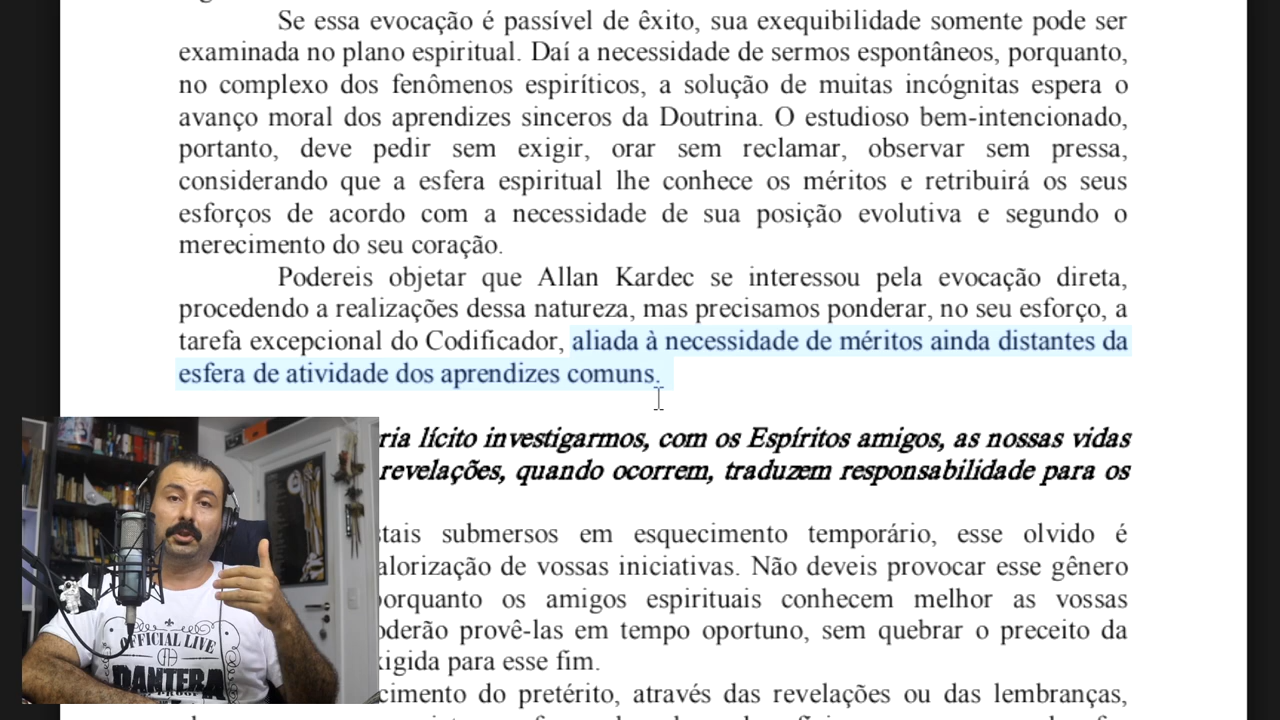 Se essa evocação é passível de êxito, sua exequibilidade somente pode ser
examinada no plano espiritual. Daí a necessidade de sermos espontâneos, porquanto,
no complexo dos fenômenos espiríticos, a solução de muitas incógnitas espera o
avanço moral dos aprendizes sinceros da Doutrina. O estudioso bem-intencionado,
portanto, deve pedir sem exigir, orar sem reclamar, observar sem pressa,
considerando que a esfera espiritual lhe conhece os méritos e retribuirá os seus
esforços de acordo com a necessidade de sua posição evolutiva e segundo o
merecimento do seu coração.
Podereis objetar que Allan Kardec se interessou pela evocação direta,
procedendo a realizações dessa natureza, mas precisamos ponderar, no seu esforço, a
tarefa excepcional do Codificador, aliada à necessidade de méritos ainda distantes da
esfera de atividade dos aprendizes comuns.
ria lícito investigarmos, com os Espíritos amigos, as nossas vidas
revelações, quando ocorrem, traduzem responsabilidade para os
stais submersos em esquecimento temporário, esse olvido é
alorização de vossas iniciativas. Não deveis provocar esse gênero
porquanto os amigos espirituais conhecem melhor as vossas
oderão provê-las em tempo oportuno, sem quebrar o preceito da
xigida para esse fim.
cimento do pretérito, através das revelações ou das lembranças,
OFFICIAL LIVE
PANTERA